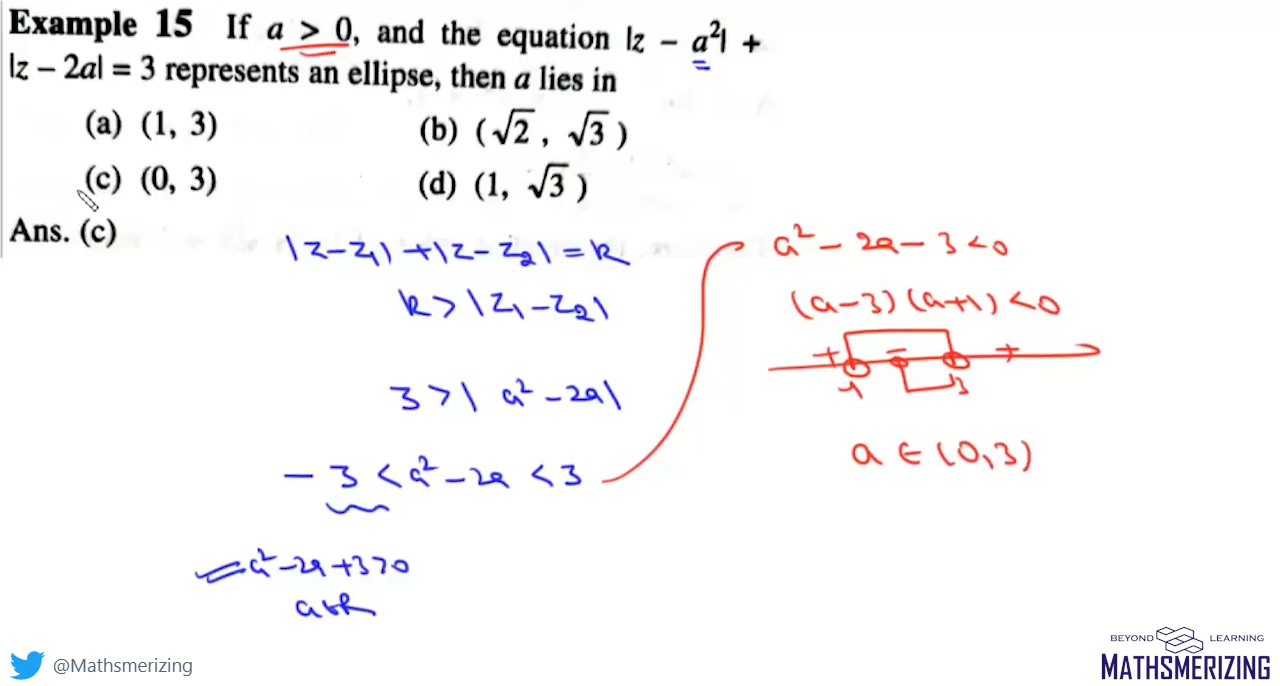 Example 15 If a > 0, and the equation |z − a²| +
|z − 2a| = 3 represents an ellipse, then a lies in
(a) (1, 3) (b) (√2, √3)
(c) (0, 3) (d) (1, √3)
Ans. (c)
|z−z₁|+|z−z₂|=k
k>|z₁−z₂|
3>|a²−2a|
−3<a²−2a<3
a²−2a+3>0
a∈R
a²−2a−3<0
(a−3)(a+1)<0
+ − +
-1 3
a∈(0,3)
@Mathsmerizing
BEYOND LEARNING
MATHSMERIZING